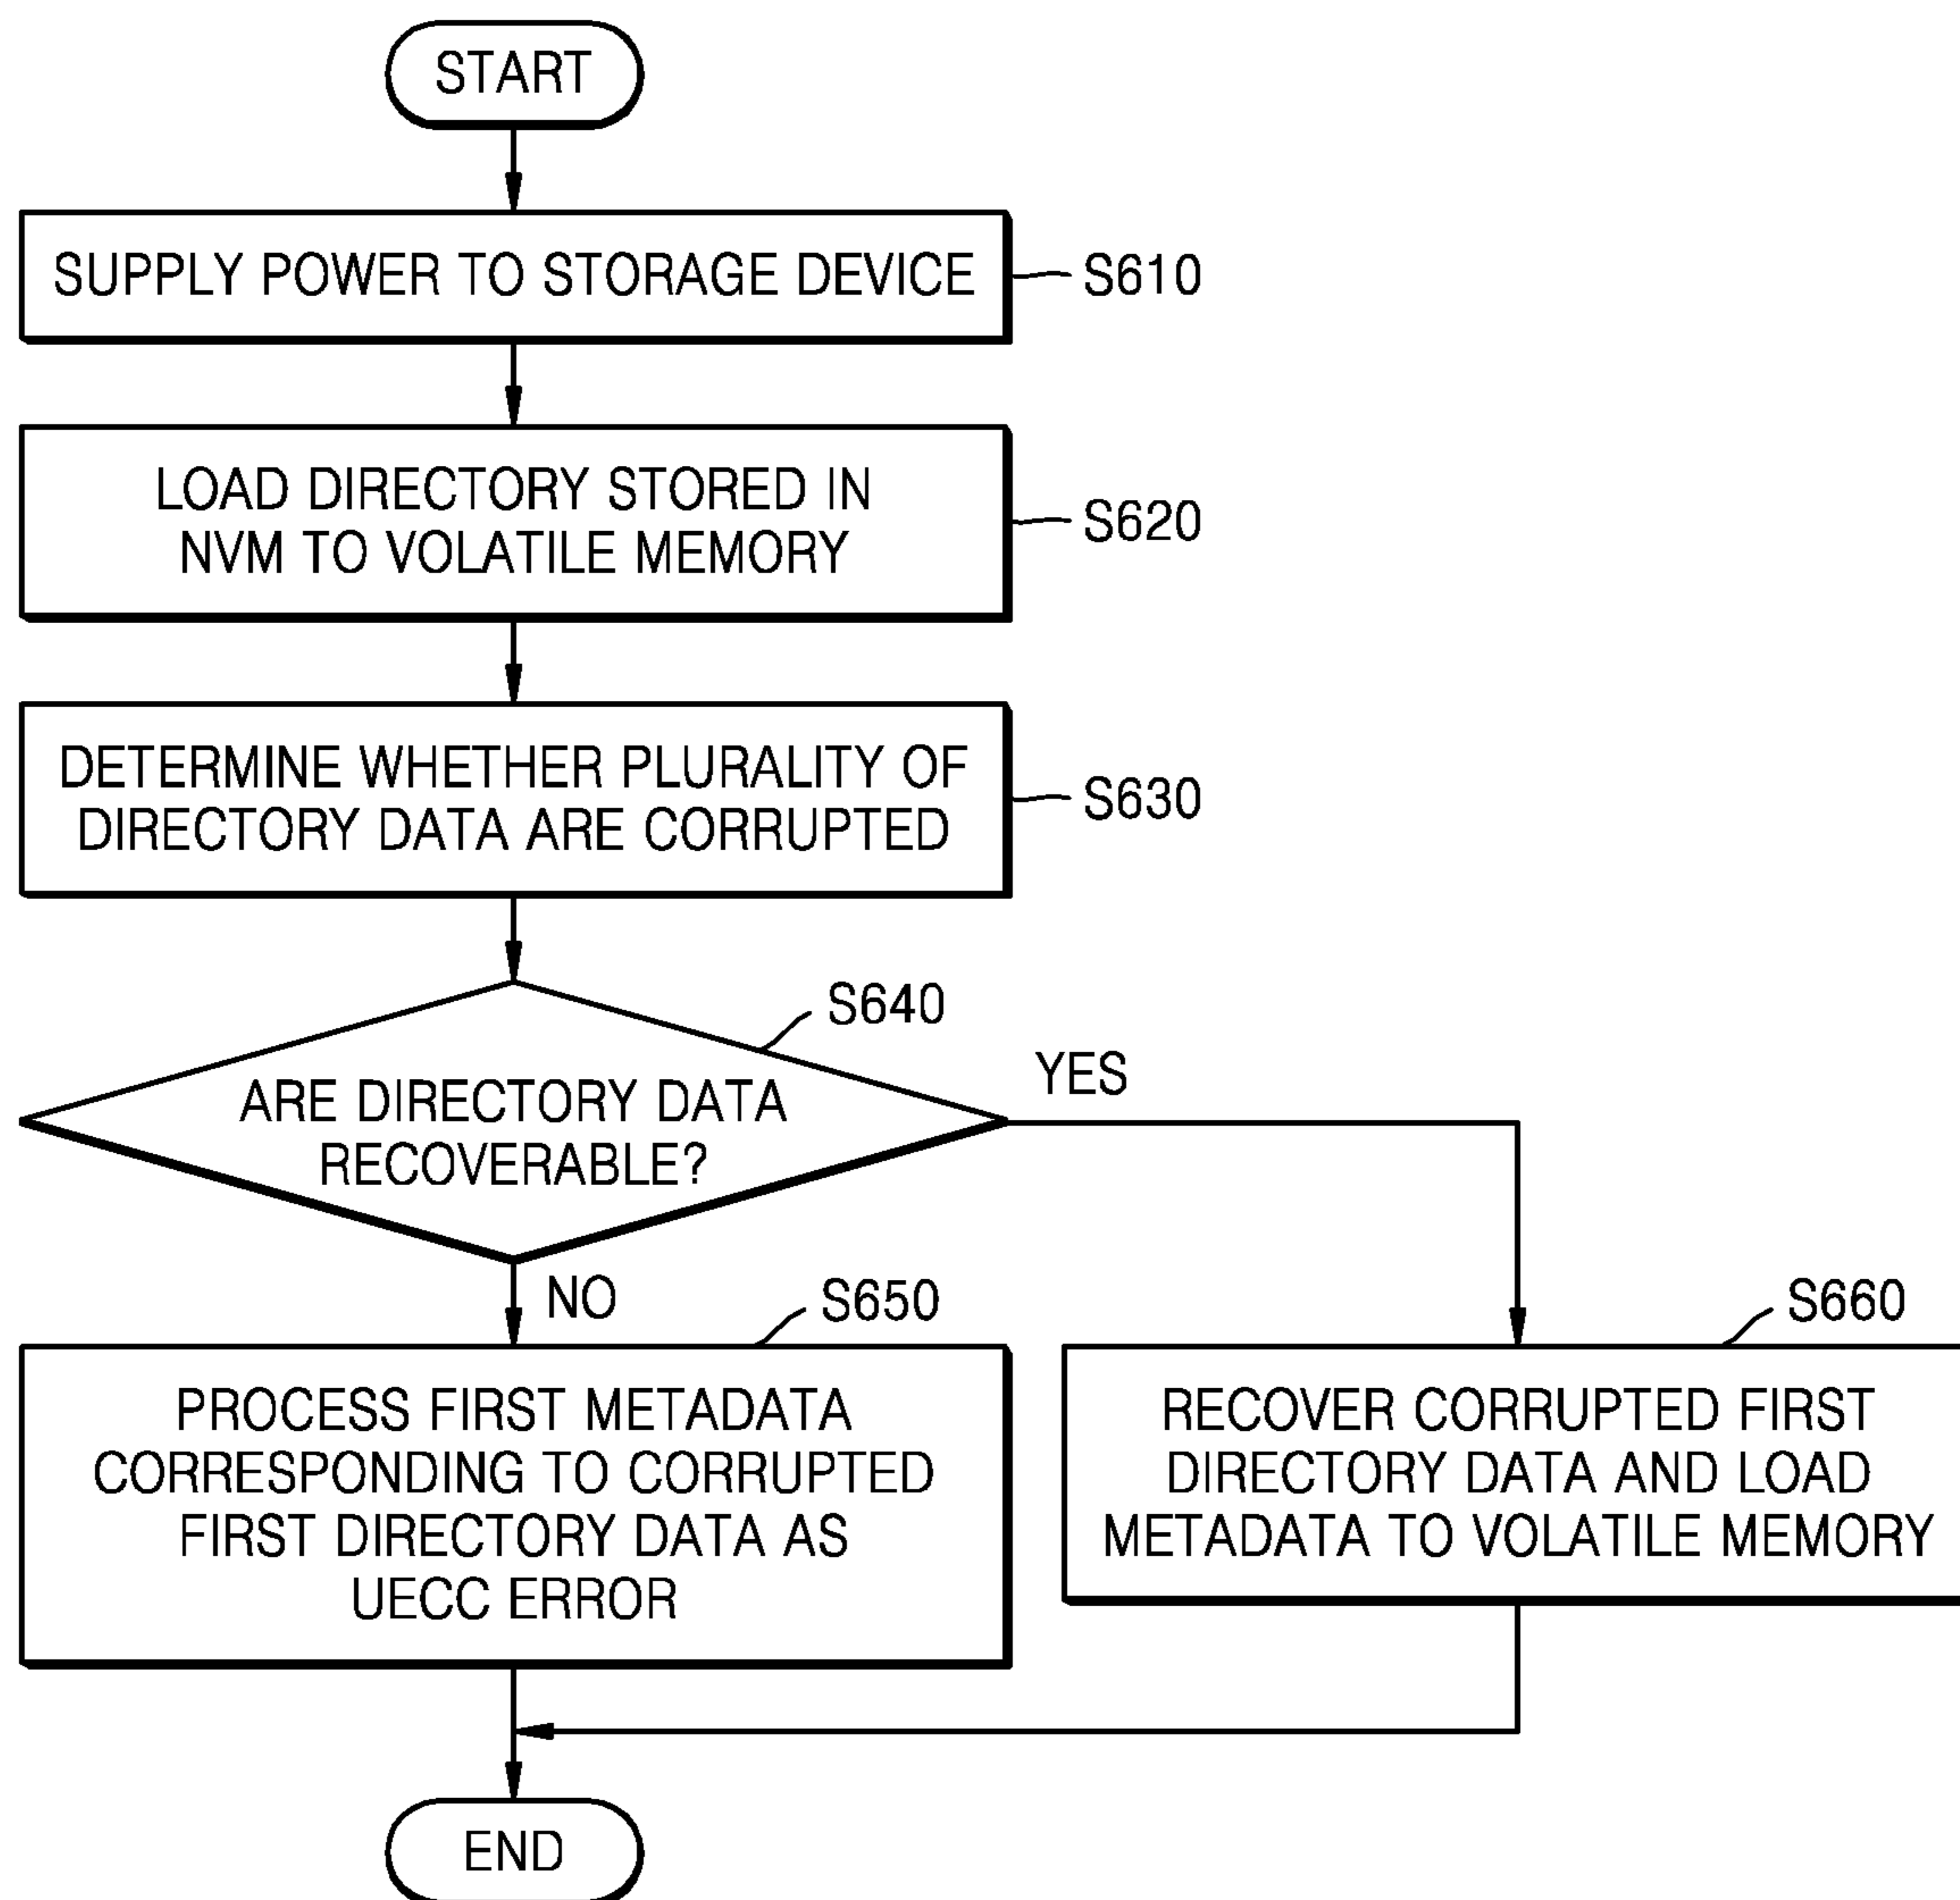 START
SUPPLY POWER TO STORAGE DEVICE
S610
LOAD DIRECTORY STORED IN
NVM TO VOLATILE MEMORY
S620
DETERMINE WHETHER PLURALITY OF
DIRECTORY DATA ARE CORRUPTED
S630
S640
ARE DIRECTORY DATA
RECOVERABLE?
YES
NO
S650
PROCESS FIRST METADATA
CORRESPONDING TO CORRUPTED
FIRST DIRECTORY DATA AS
UECC ERROR
S660
RECOVER CORRUPTED FIRST
DIRECTORY DATA AND LOAD
METADATA TO VOLATILE MEMORY
END